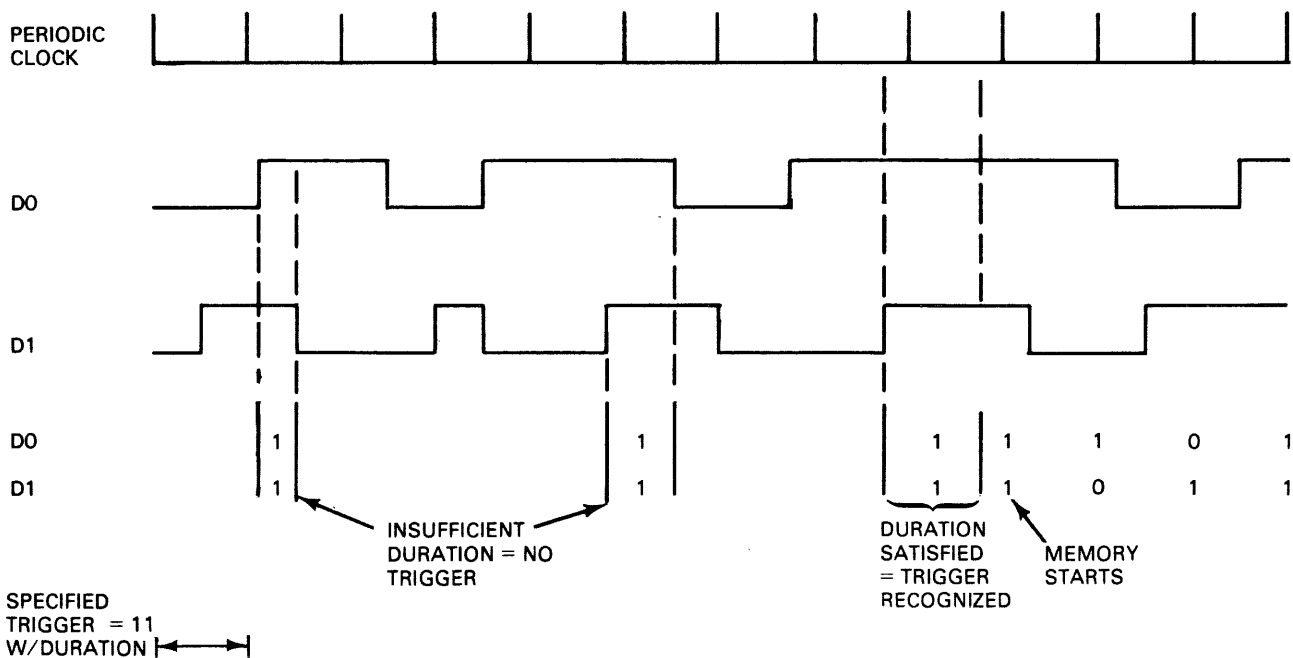 PERIODIC
CLOCK
D0
D1
D0 1 1 1 1 1 0 1
D1 1 1 1 1 0 1 1
INSUFFICIENT
DURATION = NO
TRIGGER
DURATION
SATISFIED
= TRIGGER
RECOGNIZED
MEMORY
STARTS
SPECIFIED
TRIGGER = 11
W/DURATION